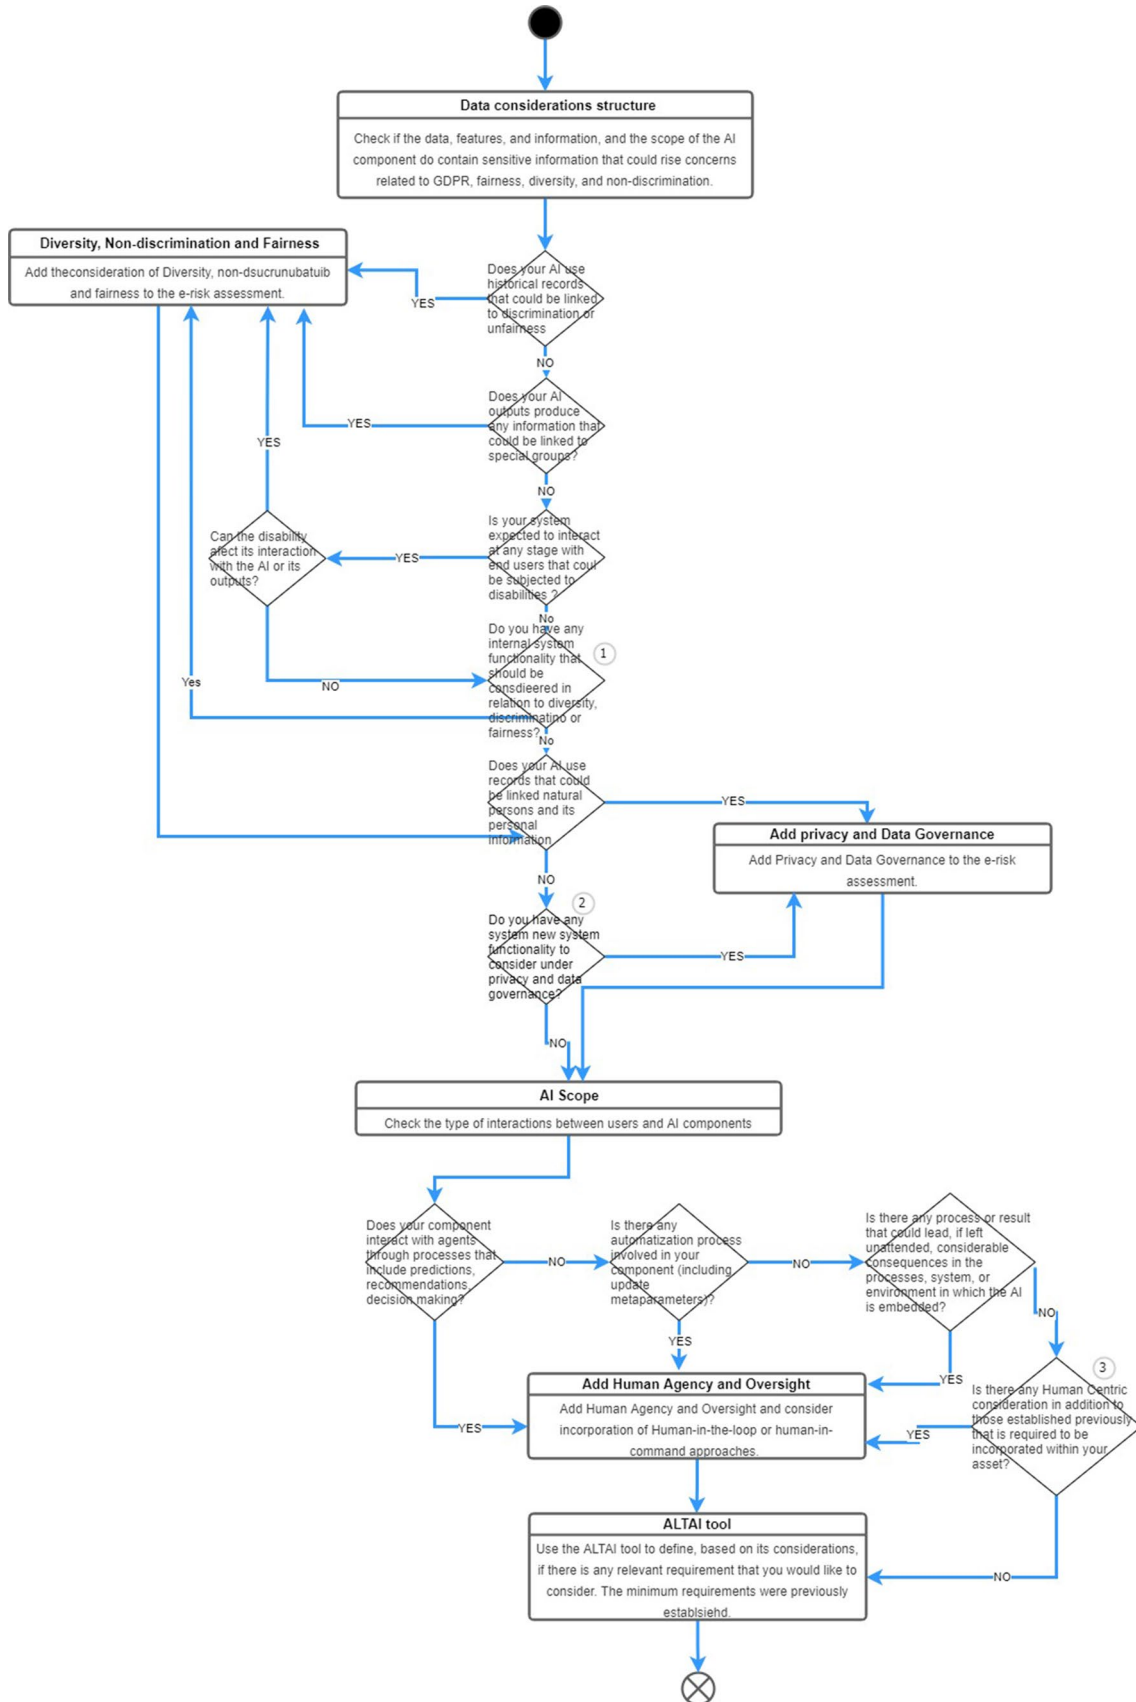 Data considerations structure
Check if the data, features, and information, and the scope of the AI
component do contain sensitive information that could rise concerns
related to GDPR, fairness, diversity, and non-discrimination.
Diversity, Non-discrimination and Fairness
Add theconsideration of Diversity, non-dsucrunubatuib
and fairness to the e-risk assessment.
Does your AI use
historical records
that could be linked
to discrimination or
unfairness
YES
NO
Does your AI
outputs produce
any information that
could be linked to
special groups?
YES
NO
Is your system
expected to interact
at any stage with
end users that coul
be subjected to
disabilities ?
YES
Can the disability
afect its interaction
with the AI or its
outputs?
YES
NO
No
Do you have any
internal system
functionality that
should be
consdieered in
relation to diversity,
discriminatino or
fairness?
1
Yes
No
Does your AI use
records that could
be linked natural
persons and its
personal
information
YES
Add privacy and Data Governance
Add Privacy and Data Governance to the e-risk
assessment.
NO
2
Do you have any
system new system
functionality to
consider under
privacy and data
governance?
YES
NO
AI Scope
Check the type of interactions between users and AI components
Does your component
interact with agents
through processes that
include predictions,
recommendations,
decision making?
NO
Is there any
automatization process
involved in your
component (including
update
metaparameters)?
NO
Is there any process or result
that could lead, if left
unattended, considerable
consequences in the
processes, system, or
environment in which the AI
is embedded?
NO
YES
YES
YES
3
Is there any Human Centric
consideration in addition to
those established previously
that is required to be
incorporated within your
asset?
YES
NO
Add Human Agency and Oversight
Add Human Agency and Oversight and consider
incorporation of Human-in-the-loop or human-in-
command approaches.
ALTAI tool
Use the ALTAI tool to define, based on its considerations,
if there is any relevant requirement that you would like to
consider. The minimum requirements were previously
establsiehd.